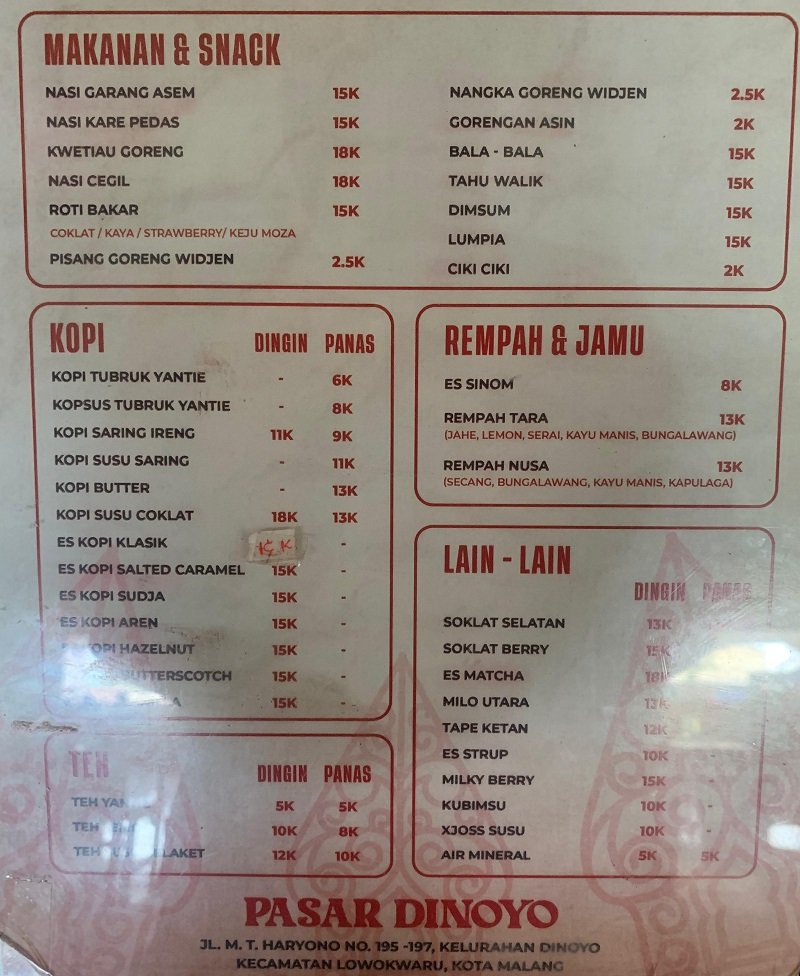 MAKANAN & SNACK
NASI GARANG ASEM 15K
NASI KARE PEDAS 15K
KWETIAU GORENG 18K
NASI CEGIL 18K
ROTI BAKAR 15K
COKLAT / KAYA / STRAWBERRY/ KEJU MOZA
PISANG GORENG WIDJEN 2.5K
NANGKA GORENG WIDJEN 2.5K
GORENGAN ASIN 2K
BALA - BALA 15K
TAHU WALIK 15K
DIMSUM 15K
LUMPIA 15K
CIKI CIKI 2K
KOPI DINGIN PANAS
KOPI TUBRUK YANTIE - 6K
KOPSUS TUBRUK YANTIE - 8K
KOPI SARING IRENG 11K 9K
KOPI SUSU SARING - 11K
KOPI BUTTER - 13K
KOPI SUSU COKLAT 18K 13K
ES KOPI KLASIK -
ES KOPI SALTED CARAMEL 15K -
ES KOPI SUDJA 15K -
ES KOPI AREN 15K -
KOPI HAZELNUT 15K -
BUTTERSCOTCH 15K -
15K -
TEH DINGIN PANAS
TEH 5K 5K
TEH 10K 8K
TEH 12K 10K
REMPAH & JAMU
ES SINOM 8K
REMPAH TARA 13K
(JAHE, LEMON, SERAI, KAYU MANIS, BUNGALAWANG)
REMPAH NUSA 13K
(SECANG, BUNGALAWANG, KAYU MANIS, KAPULAGA)
LAIN - LAIN
DINGIN PANAS
SOKLAT SELATAN 13K
SOKLAT BERRY 15K
ES MATCHA 18K
MILO UTARA 13K
TAPE KETAN 12K
ES STRUP 10K
MILKY BERRY 15K -
KUBIMSU 10K -
XJOSS SUSU 10K -
AIR MINERAL 5K 5K
PASAR DINOYO
JL. M. T. HARYONO NO. 195 -197, KELURAHAN DINOYO
KECAMATAN LOWOKWARU, KOTA MALANG